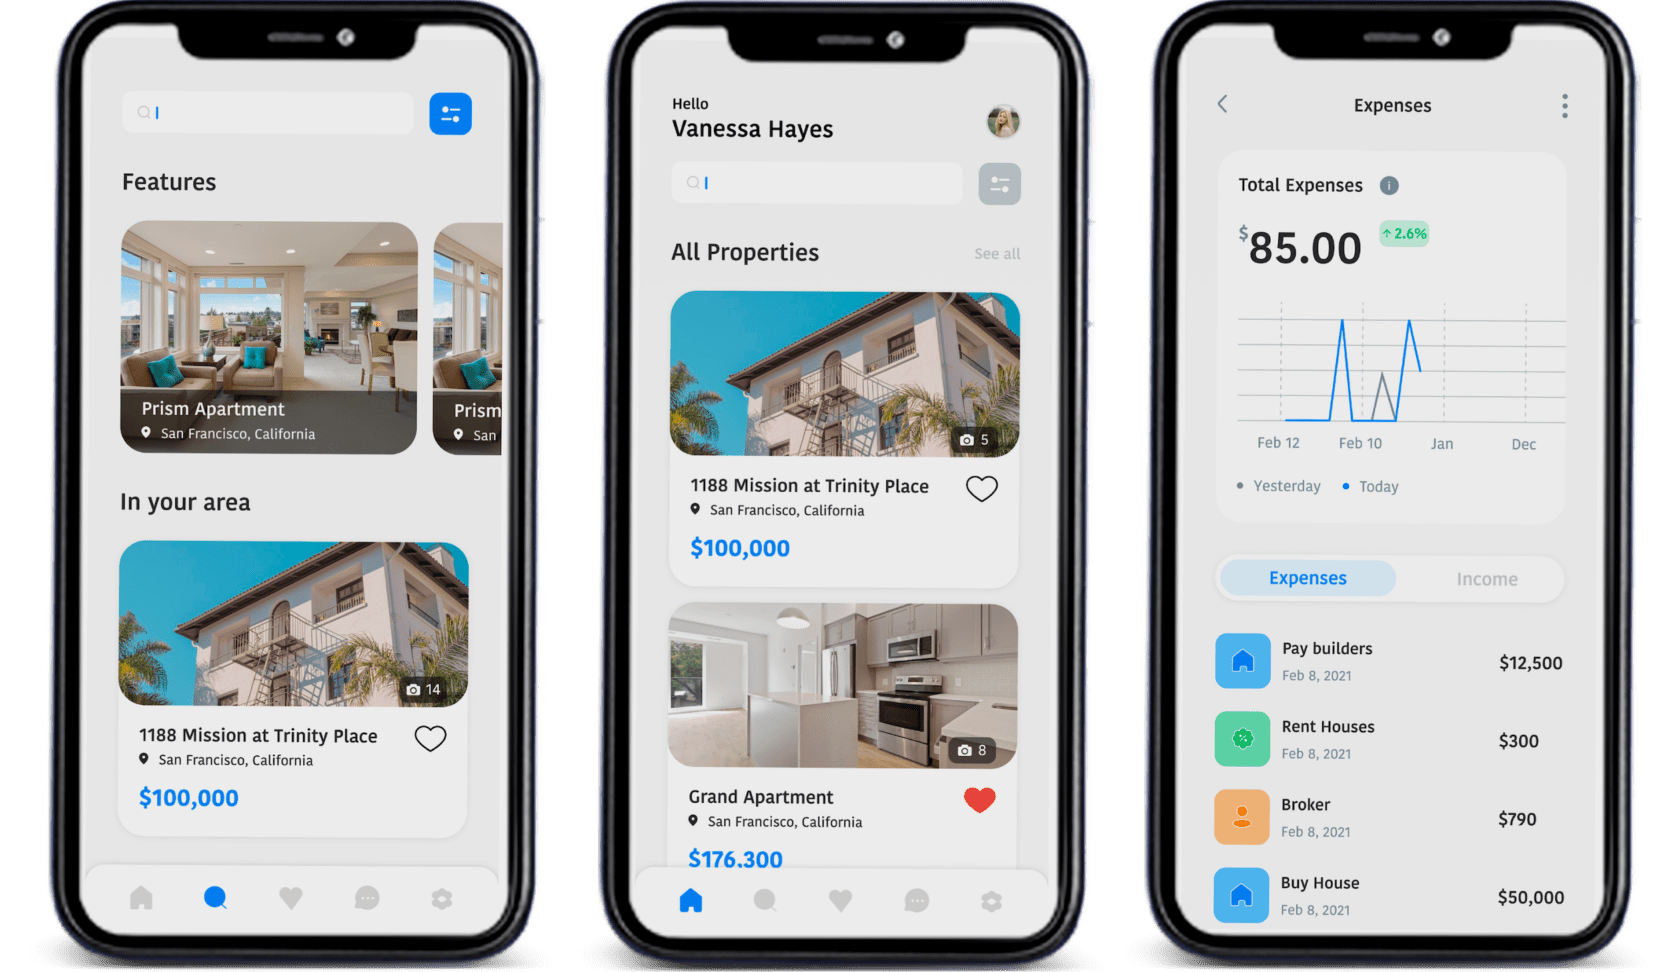 Features
Prism Apartment
San Francisco, California
Prism
San
In your area
14
1188 Mission at Trinity Place
San Francisco, California
$100,000
Hello
Vanessa Hayes
All Properties
See all
5
1188 Mission at Trinity Place
San Francisco, California
$100,000
8
Grand Apartment
San Francisco, California
$176,300
Expenses
Total Expenses
$85.00
↑ 2.6%
Feb 12 Feb 10 Jan Dec
Yesterday Today
Expenses Income
Pay builders
Feb 8, 2021
$12,500
Rent Houses
Feb 8, 2021
$300
Broker
Feb 8, 2021
$790
Buy House
Feb 8, 2021
$50,000